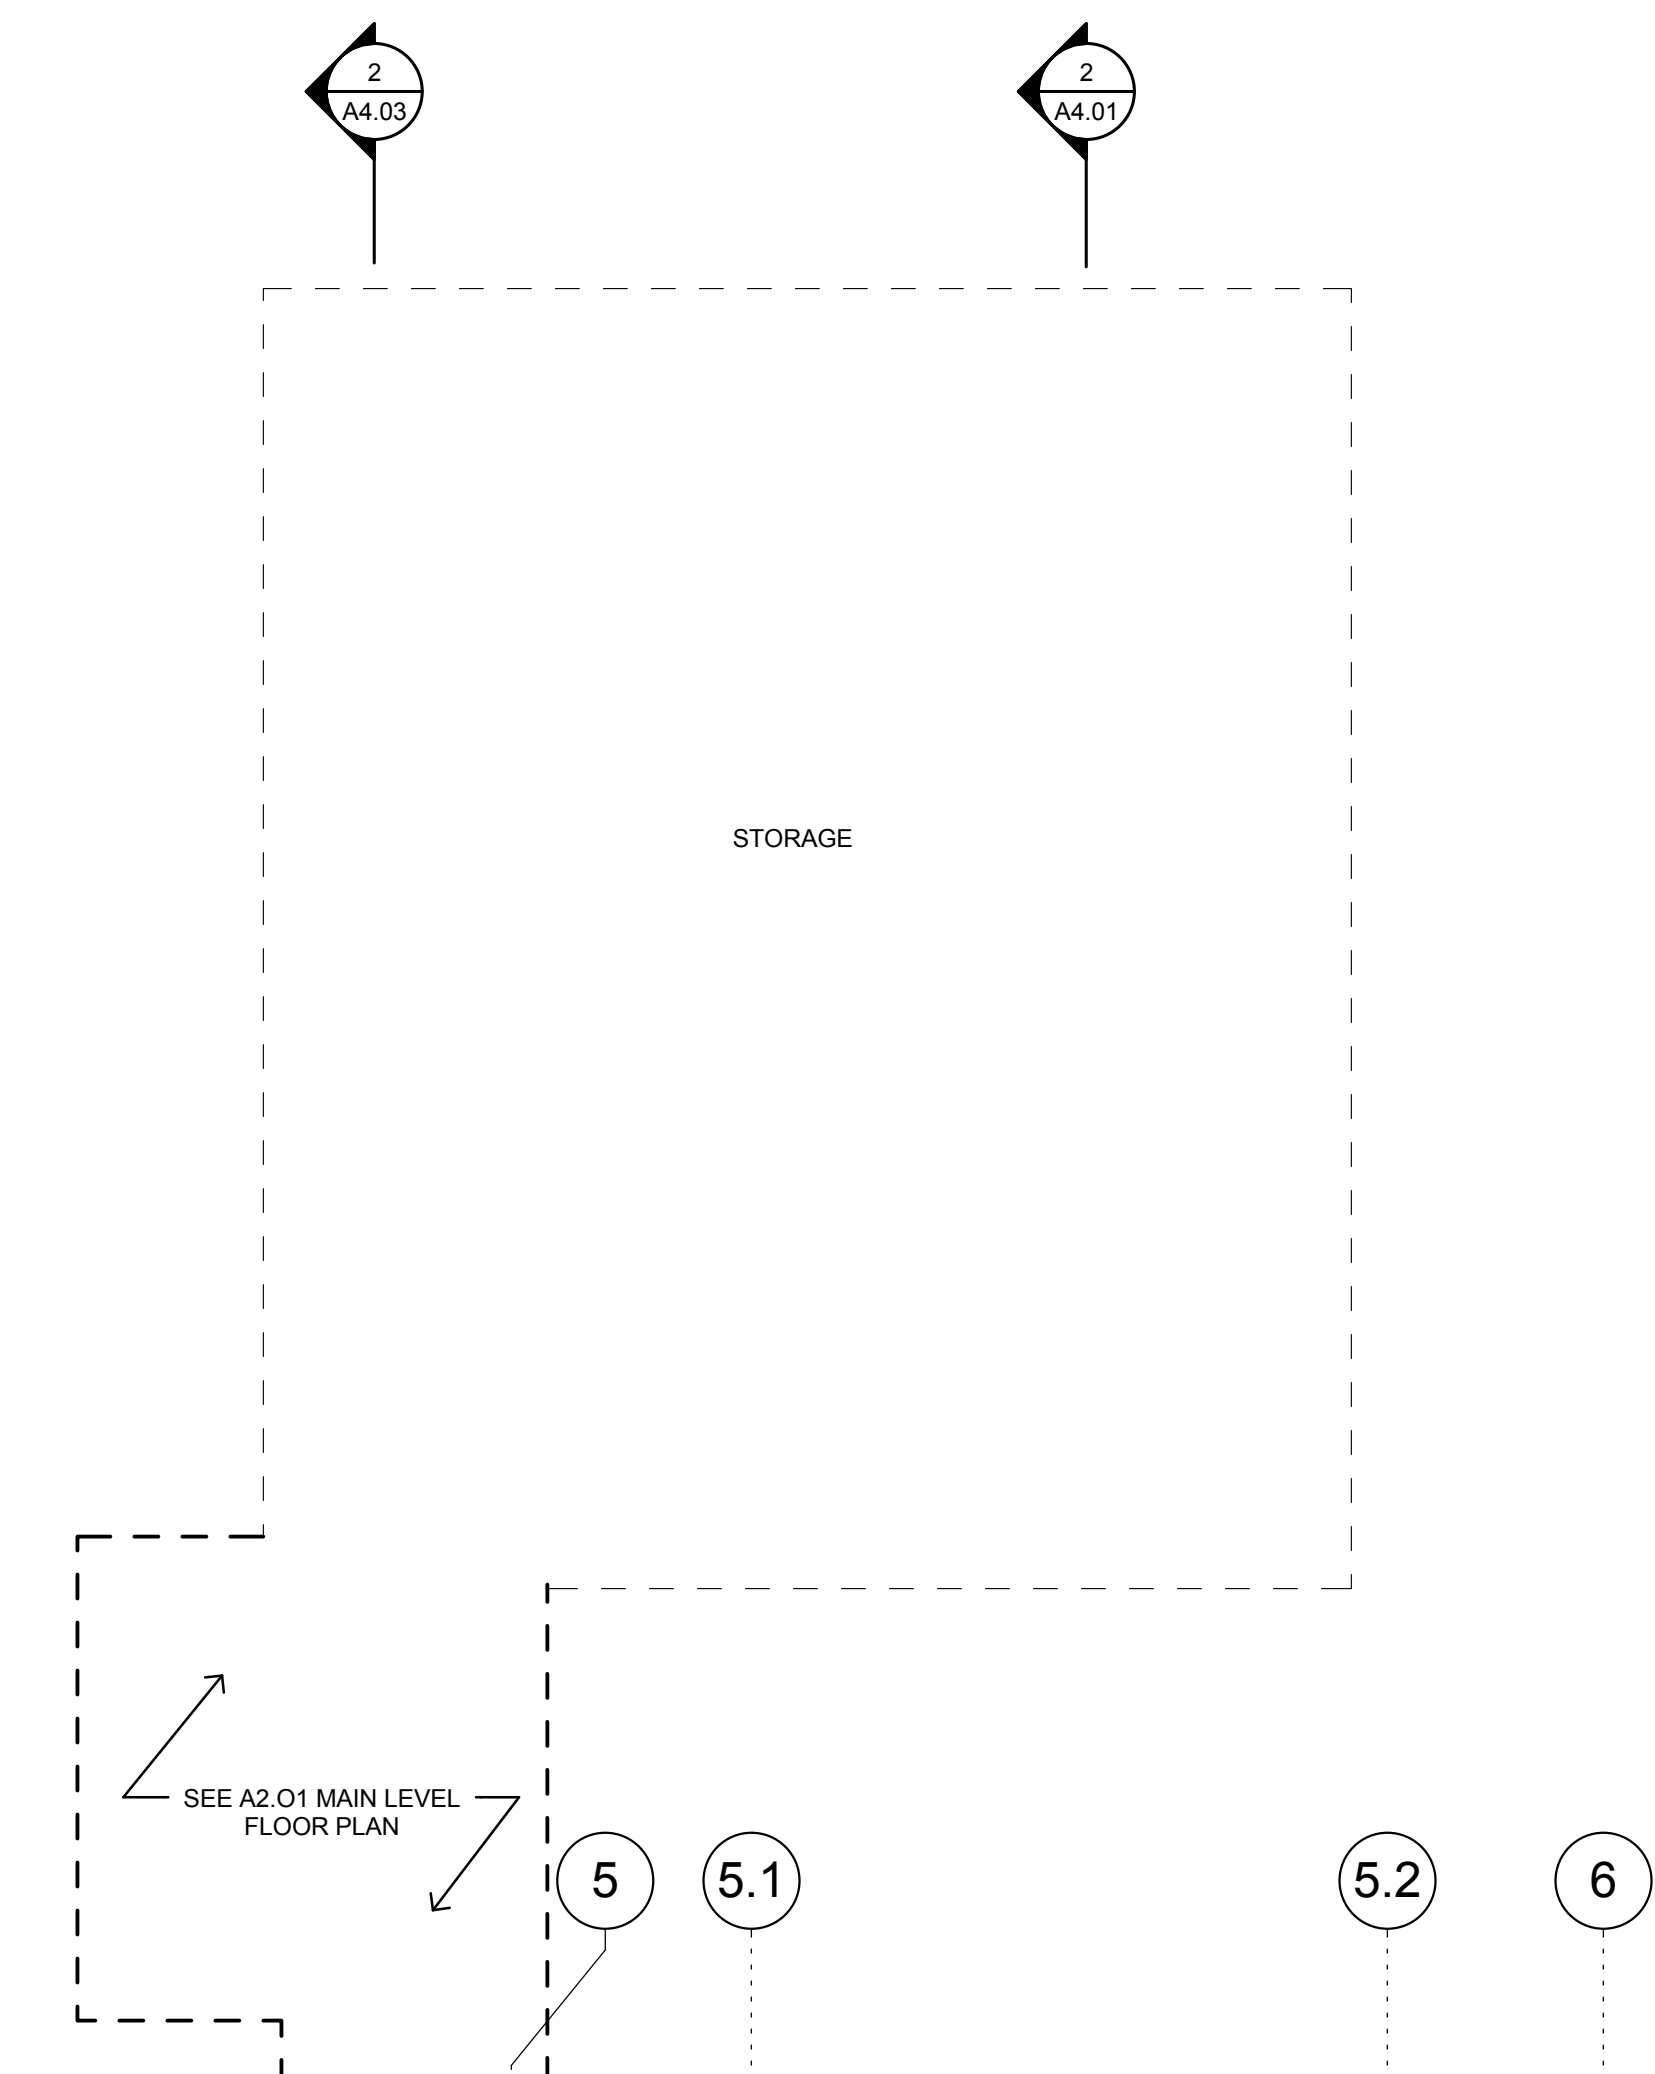 2
A4.03
2
A4.01
STORAGE
SEE A2.O1 MAIN LEVEL
FLOOR PLAN
5
5.1
5.2
6